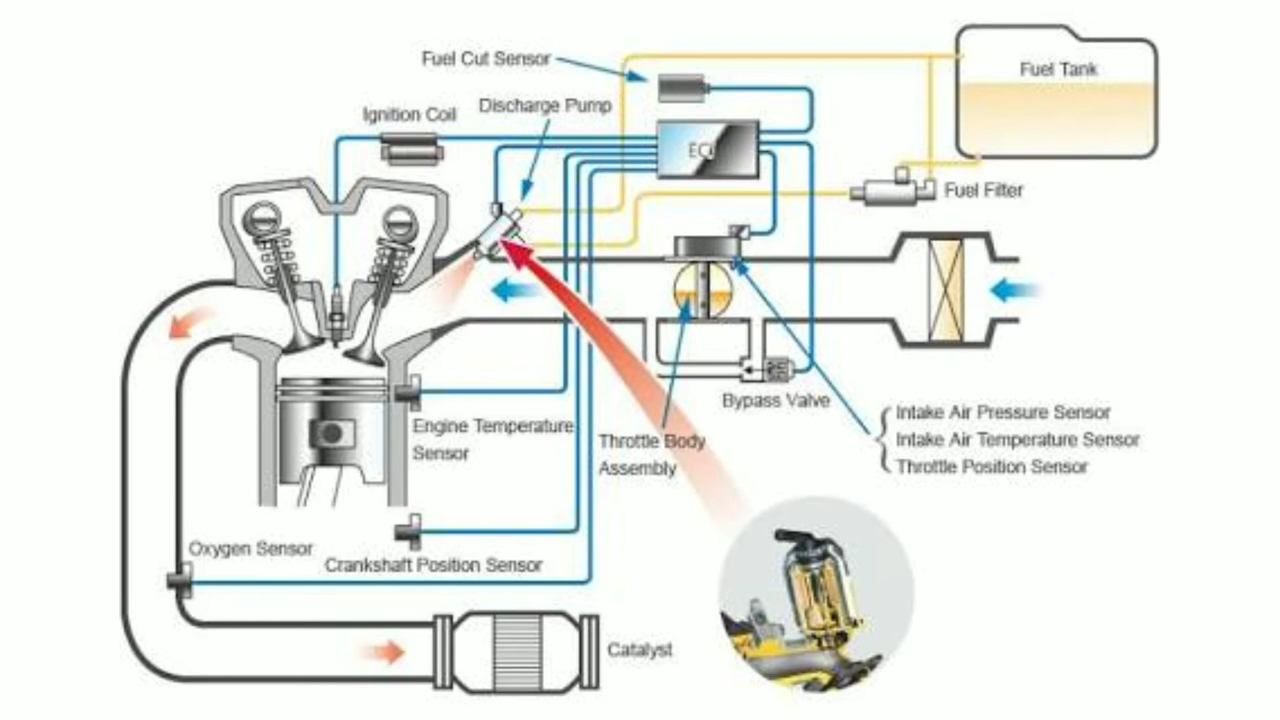 Fuel Cut Sensor
Fuel Tank
Discharge Pump
Ignition Coil
Fuel Filter
Bypass Valve
Intake Air Pressure Sensor
Intake Air Temperature Sensor
Throttle Position Sensor
Engine Temperature
Sensor
Throttle Body
Assembly
Oxygen Sensor
Crankshaft Position Sensor
Catalyst